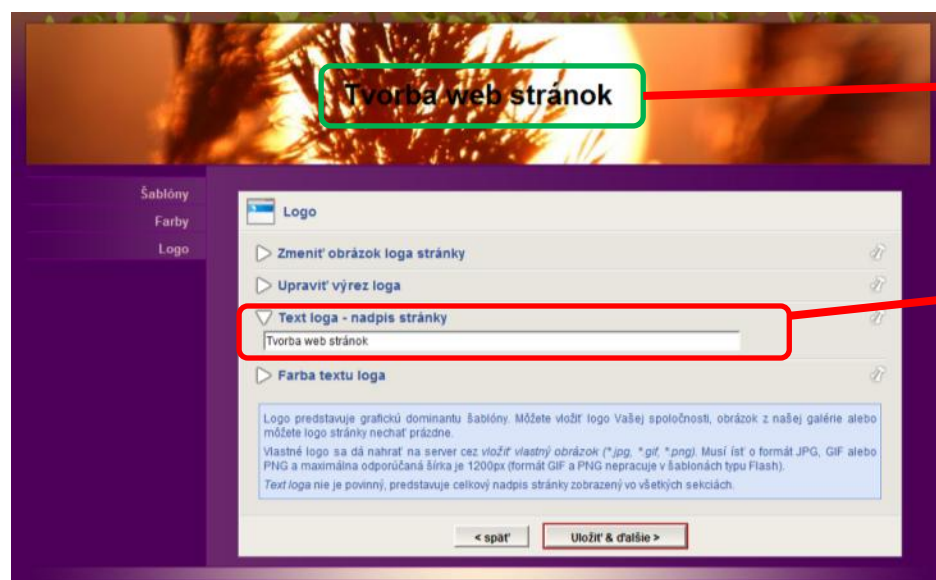 Tvorba web stránok
Šablóny
Farby
Logo
Logo
Zmeniť obrázok loga stránky
Upraviť výrez loga
Text loga - nadpis stránky
Tvorba web stránok
Farba textu loga
Logo predstavuje grafickú dominantu šablóny. Môžete vložiť logo Vašej spoločnosti, obrázok z našej galérie alebo
môžete logo stránky nechať prázdne.
Vlastné logo sa dá nahrať na server cez vložiť vlastný obrázok (*.jpg, *.gif, *.png). Musí ísť o formát JPG, GIF alebo
PNG a maximálna odporúčaná šírka je 1200px (formát GIF a PNG nepracuje v šablonách typu Flash).
Text loga nie je povinný, predstavuje celkový nadpis stránky zobrazený vo všetkých sekciách.
< späť
Uložiť & ďalšie >